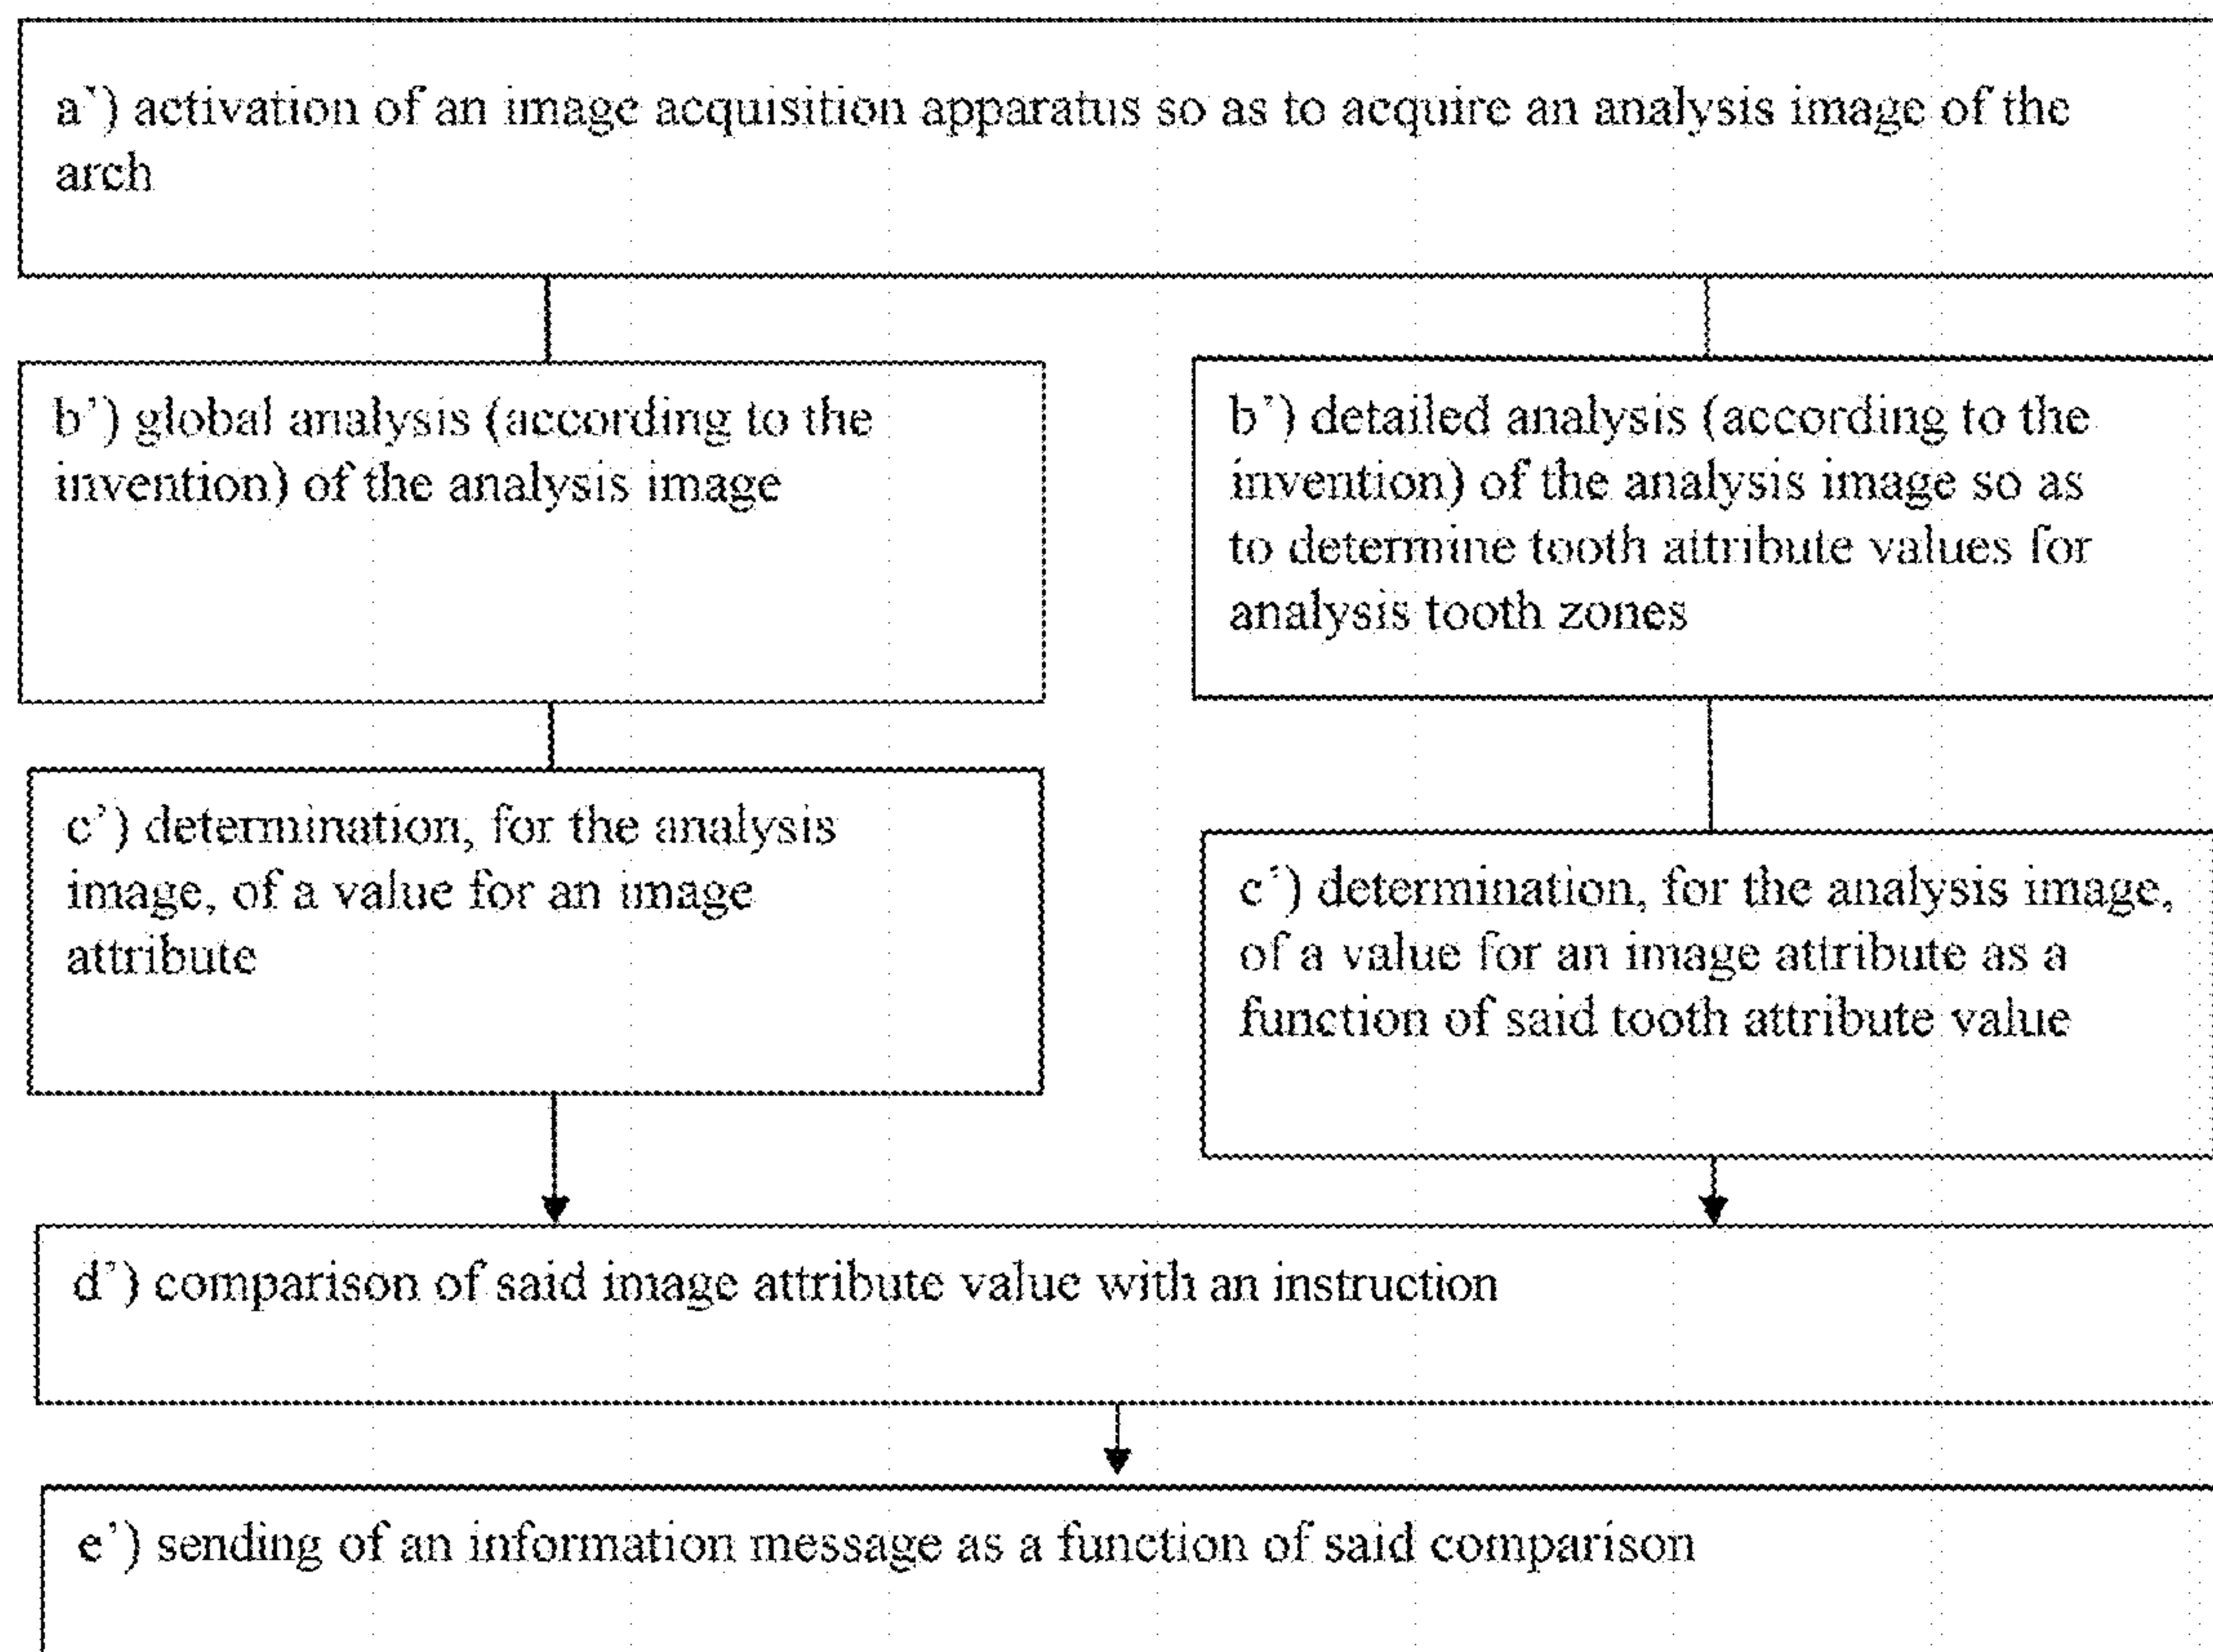 a’) activation of an image acquisition apparatus so as to acquire an analysis image of the
arch
b’) global analysis (according to the
invention) of the analysis image
b’) detailed analysis (according to the
invention) of the analysis image so as
to determine tooth attribute values for
analysis tooth zones
c’) determination, for the analysis
image, of a value for an image
attribute
c’) determination, for the analysis image,
of a value for an image attribute as a
function of said tooth attribute value
d’) comparison of said image attribute value with an instruction
e’) sending of an information message as a function of said comparison